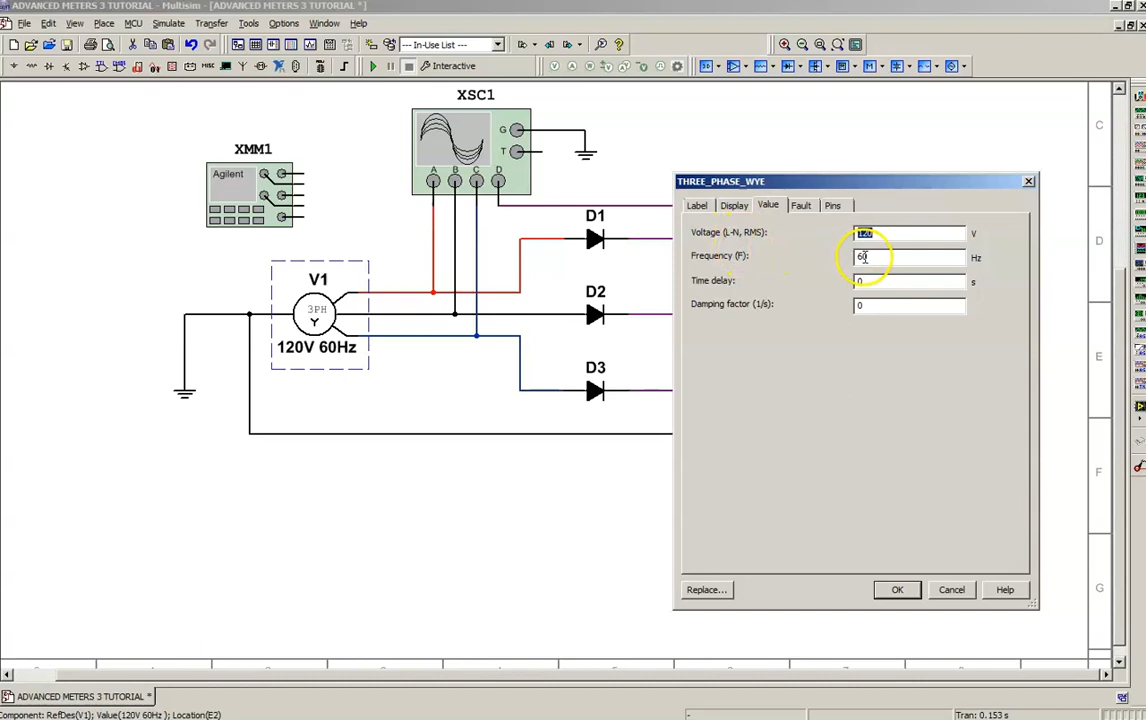 ADVANCED METERS 3 TUTORIAL - Multisim - [ADVANCED METERS 3 TUTORIAL *]
File Edit View Place MCU Simulate Transfer Tools Options Window Help
--- In-Use List ---
Interactive
XSC1
G
T
A B C D
XMM1
Agilent
V1
3PH
Y
120V 60Hz
D1
D2
D3
C
D
E
F
G
THREE_PHASE_WYE
Label Display Value Fault Pins
Voltage (L-N, RMS): 120 V
Frequency (F): 60 Hz
Time delay: 0 s
Damping factor (1/s): 0
Replace... OK Cancel Help
ADVANCED METERS 3 TUTORIAL *
Component: RefDes(V1); Value(120V 60Hz ); Location(E2) - Tran: 0.153 s